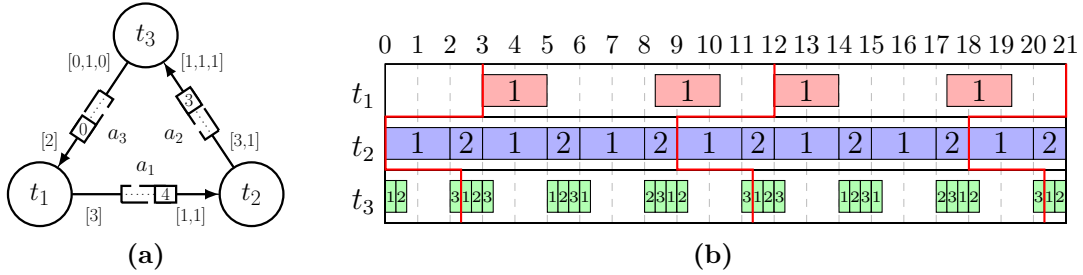 t3
[0,1,0] [1,1,1]
3
0 a3 a2
[2] [3,1]
a1
t1 4 t2
[3] [1,1]
(a)
0 1 2 3 4 5 6 7 8 9 10 11 12 13 14 15 16 17 18 19 20 21
t1 1 1 1 1
t2 1 2 1 2 1 2 1 2 1 2 1 2 1 2
t3 1 2 3 1 2 3 1 2 3 1 2 3 1 2 3 1 2 3 1 2 3 1 2 3 1 2 3 1 2
(b)